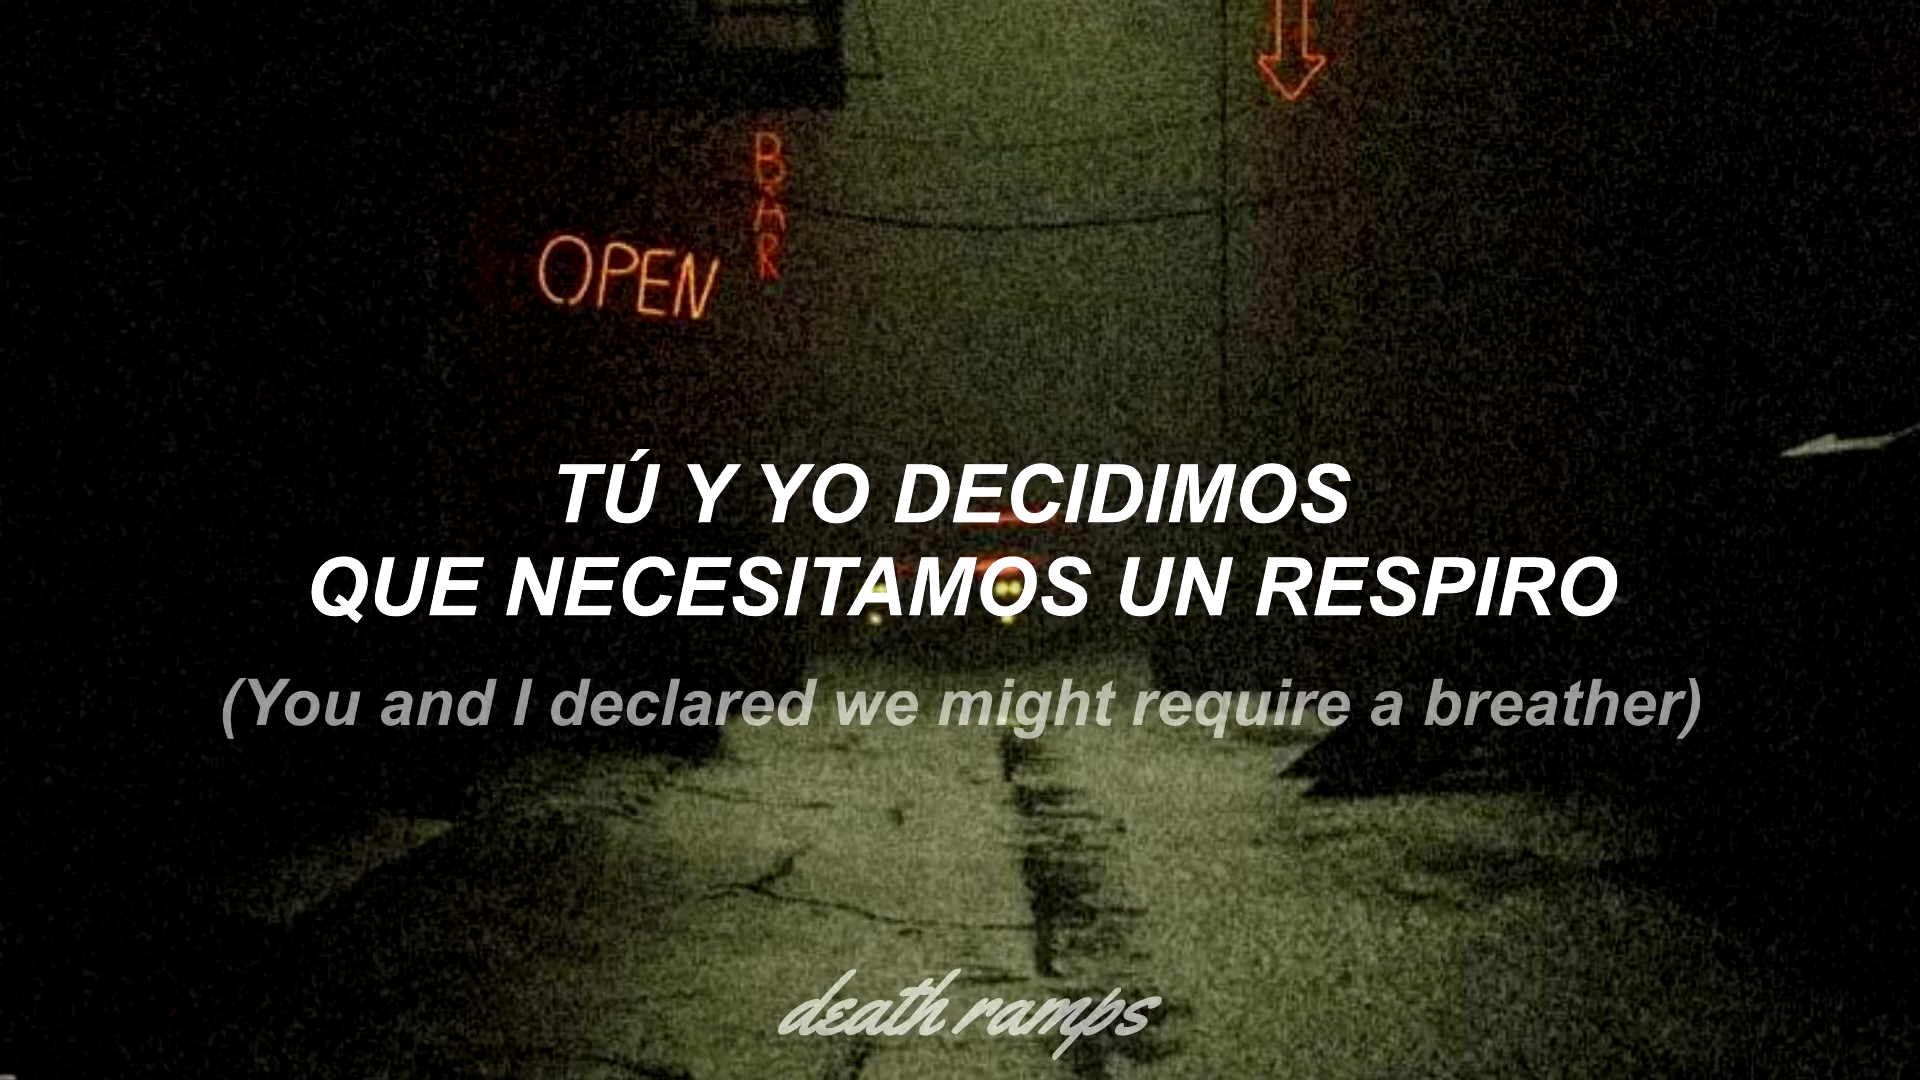 BAR
OPEN
TÚ Y YO DECIDIMOS
QUE NECESITAMOS UN RESPIRO
(You and I declared we might require a breather)
death ramps